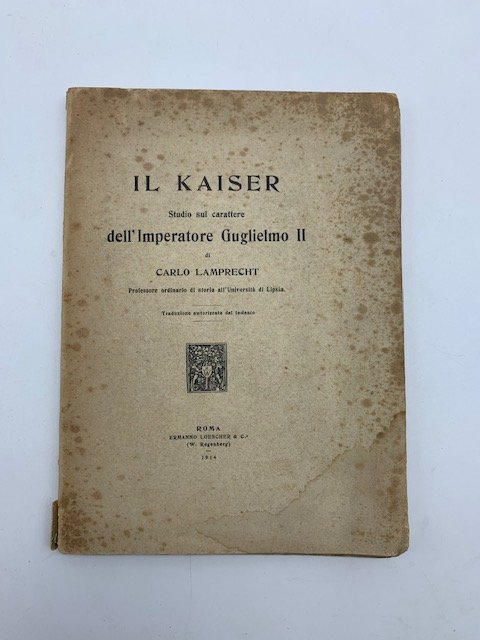 IL KAISER
Studio sul carattere
dell'Imperatore Guglielmo II
di
CARLO LAMPRECHT
Professore ordinario di storia all'Università di Lipsia.
Traduzione autorizzata dal tedesco
ROMA
ERMANNO LOESCHER & C.º
(W. Regenberg)
1914